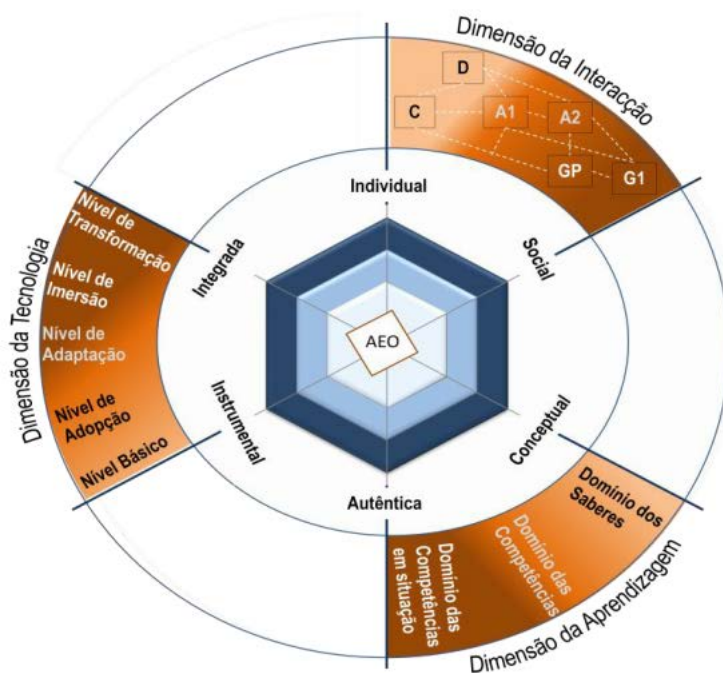 Dimensão da Interacção
D
C
A1
A2
GP
G1
Individual
Social
Conceptual
Autêntica
Instrumental
Integrada
AEO
Dimensão da Tecnologia
Nível de
Transformação
Nível de
Imersão
Nível de
Adaptação
Nível de
Adopção
Nível Básico
Domínio dos
Saberes
Domínio das
Competências
Domínio das
Competências
em situação
Dimensão da Aprendizagem